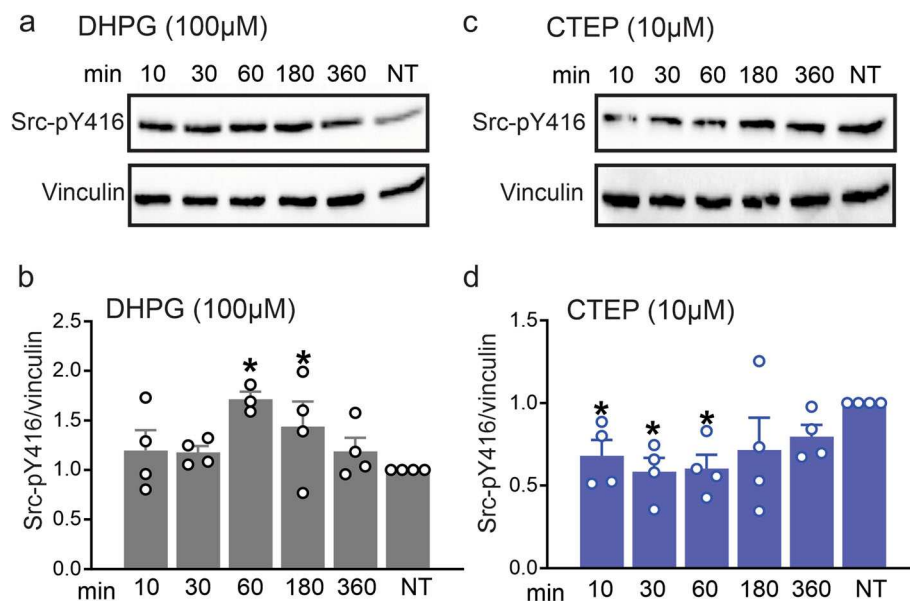 a DHPG (100µM)
min 10 30 60 180 360 NT
Src-pY416
Vinculin
c CTEP (10µM)
min 10 30 60 180 360 NT
Src-pY416
Vinculin
b DHPG (100µM)
Src-pY416/vinculin
2.5
2.0
1.5
1.0
0.5
0.0
* *
min 10 30 60 180 360 NT
d CTEP (10µM)
Src-pY416/vinculin
1.5
1.0
0.5
0.0
* * *
min 10 30 60 180 360 NT